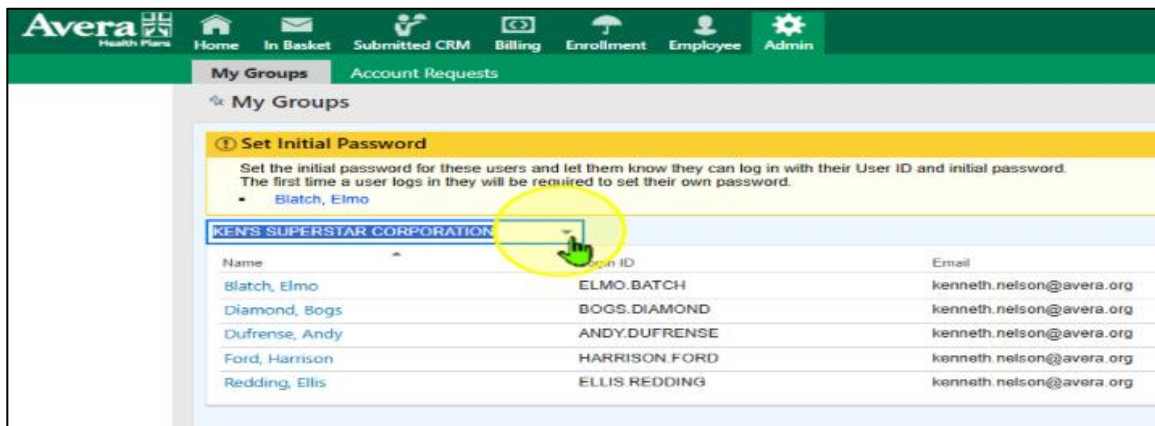 Avera
Health Plans
Home In Basket Submitted CRM Billing Enrollment Employee Admin
My Groups Account Requests
My Groups
Set Initial Password
Set the initial password for these users and let them know they can log in with their User ID and initial password.
The first time a user logs in they will be required to set their own password.
Blatch, Elmo
KEN'S SUPERSTAR CORPORATION
Name ID Email
Blatch, Elmo ELMO.BATCH kenneth.nelson@avera.org
Diamond, Bogs BOGS.DIAMOND kenneth.nelson@avera.org
Dufrense, Andy ANDY.DUFRENSE kenneth.nelson@avera.org
Ford, Harrison HARRISON.FORD kenneth.nelson@avera.org
Redding, Ellis ELLIS.REDDING kenneth.nelson@avera.org